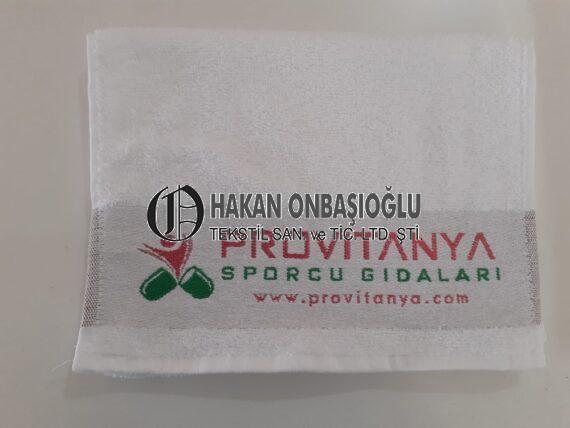 HAKAN ONBAŞIOĞLU
TEKSTİL SAN. ve TİC. LTD. ŞTİ
PROVITANYA
SPORCU GIDALARI
www.provitanya.com